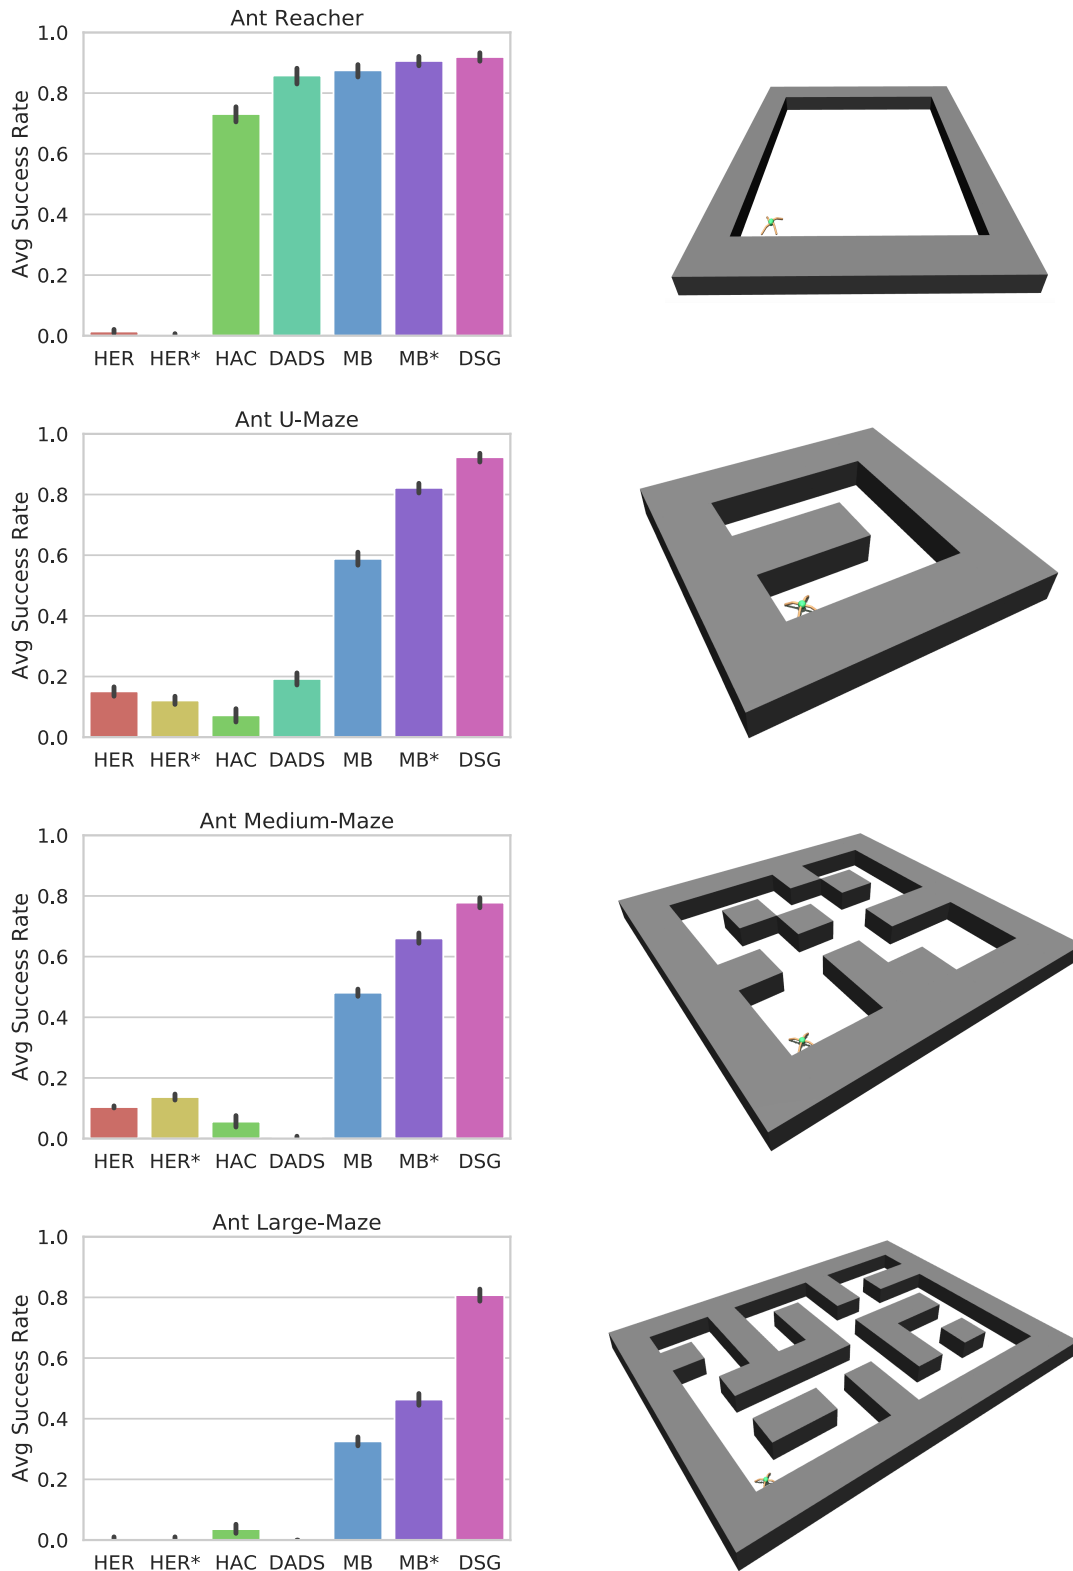 Ant Reacher
Avg Success Rate
1.0
0.8
0.6
0.4
0.2
0.0
HER HER* HAC DADS MB MB* DSG
Ant U-Maze
Avg Success Rate
1.0
0.8
0.6
0.4
0.2
0.0
HER HER* HAC DADS MB MB* DSG
Ant Medium-Maze
Avg Success Rate
1.0
0.8
0.6
0.4
0.2
0.0
HER HER* HAC DADS MB MB* DSG
Ant Large-Maze
Avg Success Rate
1.0
0.8
0.6
0.4
0.2
0.0
HER HER* HAC DADS MB MB* DSG